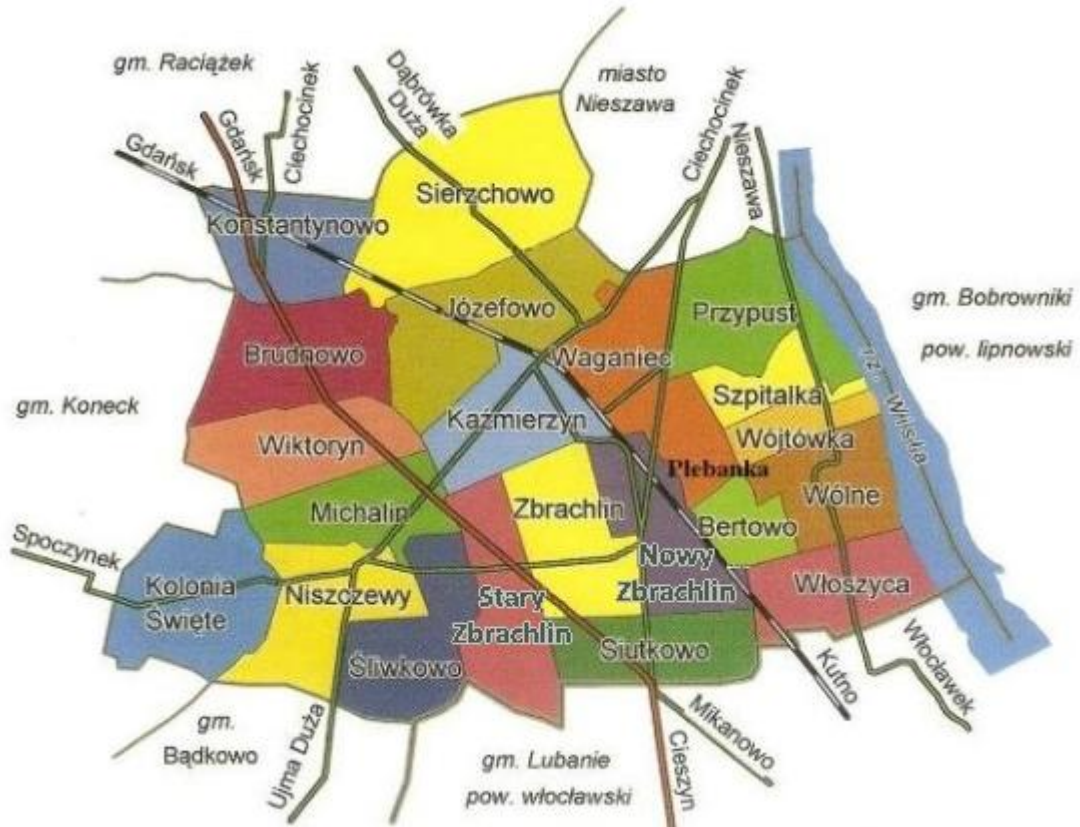 gm. Raciążek
Ciechocinek
Gdańsk
Gdańsk
Dąbrówka
Duża
miasto
Nieszawa
Ciechocinek
Nieszawa
Sierzchowo
Konstantynowo
Józefowo
Przypust
gm. Bobrowniki
pow. lipnowski
Brudnowo
Waganiec
Szpitalka
rz. Wisła
gm. Koneck
Kaźmierzyn
Wiktoryn
Wójtówka
Plebanka
Wólne
Michalin
Zbrachlin
Bertowo
Spoczynek
Kolonia
Święte
Niszczewy
Nowy
Zbrachlin
Włoszyca
Stary
Zbrachlin
Śliwkowo
Siutkowo
Kutno
Włocławek
gm.
Bądkowo
Ujma Duża
gm. Lubanie
pow. włocławski
Cieszyn
Mikanowo